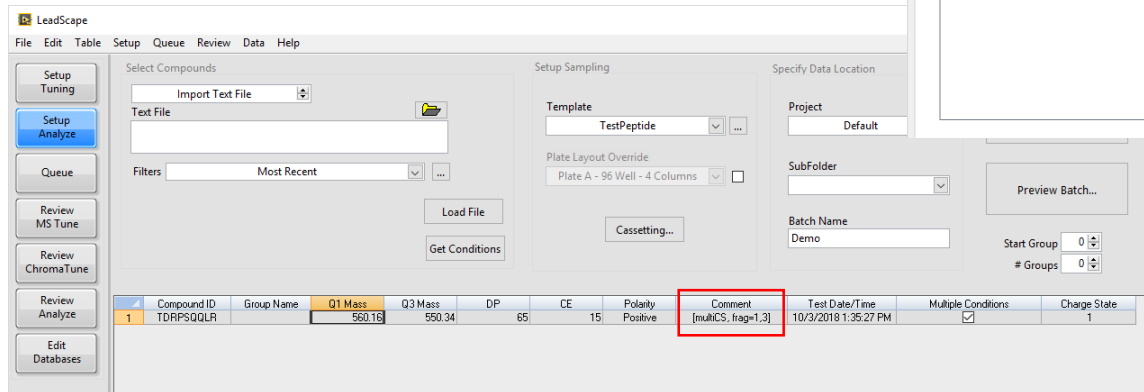 LeadScape
File Edit Table Setup Queue Review Data Help
Setup
Tuning
Setup
Analyze
Queue
Review
MS Tune
Review
ChromaTune
Review
Analyze
Edit
Databases
Select Compounds
Import Text File
Text File
Filters Most Recent ...
Load File
Get Conditions
Setup Sampling
Template
TestPeptide ...
Plate Layout Override
Plate A - 96 Well - 4 Columns
Cassetting...
Specify Data Location
Project
Default
SubFolder
Batch Name
Demo
Preview Batch...
Start Group 0
# Groups 0
Compound ID Group Name Q1 Mass Q3 Mass DP CE Polarity Comment Test Date/Time Multiple Conditions Charge State
1 TDRPSQQLR 560.16 550.34 65 15 Positive [multiCS, frag=1,3] 10/3/2018 1:35:27 PM 1